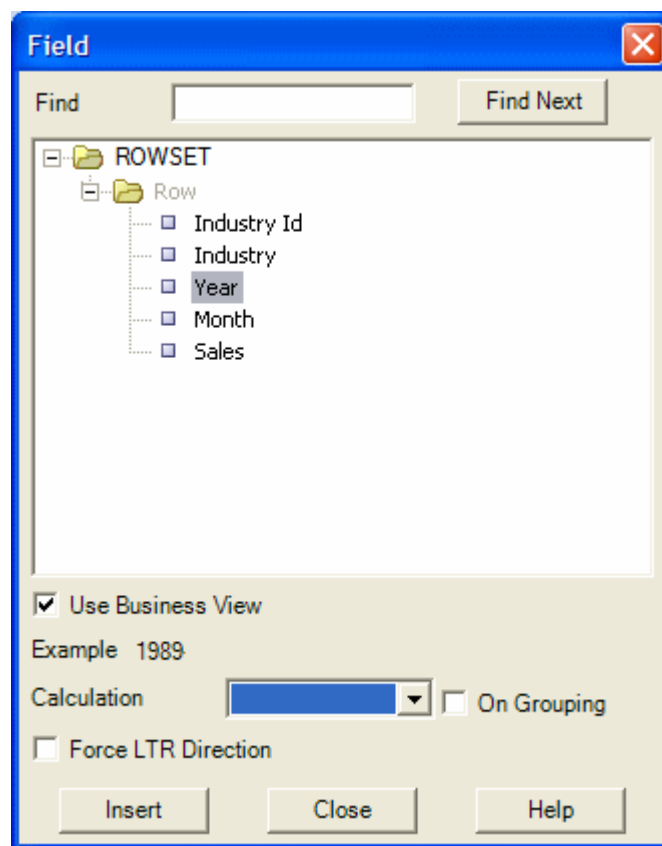 Field
Find
Find Next
ROWSET
Row
Industry Id
Industry
Year
Month
Sales
Use Business View
Example 1989
Calculation
On Grouping
Force LTR Direction
Insert Close Help